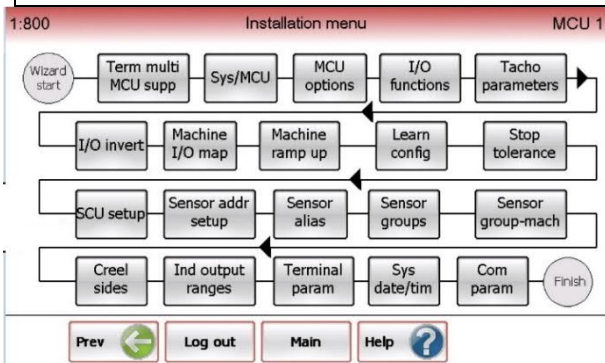 1:800 Installation menu MCU 1
Wizard start
Term multi MCU supp
Sys/MCU
MCU options
I/O functions
Tacho parameters
I/O invert
Machine I/O map
Machine ramp up
Learn config
Stop tolerance
SCU setup
Sensor addr setup
Sensor alias
Sensor groups
Sensor group-mach
Creel sides
Ind output ranges
Terminal param
Sys date/tim
Com param
Finish
Prev Log out Main Help ?